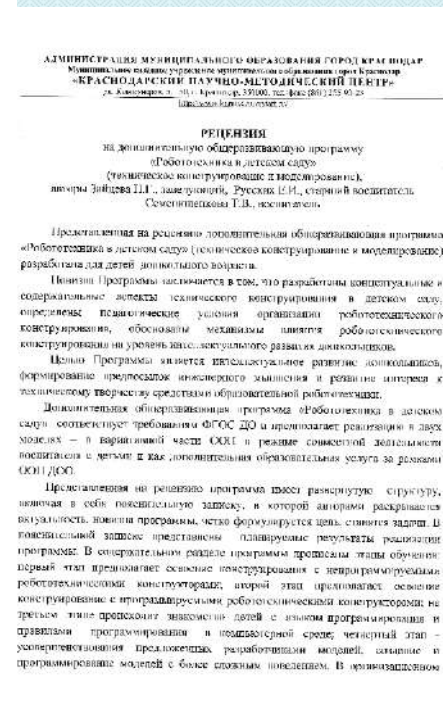 АДМИНИСТРАЦИЯ МУНИЦИПАЛЬНОГО ОБРАЗОВАНИЯ ГОРОД КРАСНОДАР
Муниципальное казенное учреждение муниципального образования город Краснодар
«КРАСНОДАРСКИЙ НАУЧНО-МЕТОДИЧЕСКИЙ ЦЕНТР»
РЕЦЕНЗИЯ
на дополнительную общеразвивающую программу
«Робототехника в детском саду»
(техническое конструирование и моделирование),
авторы Зайцева заведующий, Русских старший воспитатель
Т.В., воспитатель
Представленная на рецензию дополнительная общеразвивающая программа
«Робототехника в детском саду» (техническое конструирование и моделирование)
разработана для детей дошкольного возраста.
Новизна Программы заключается в том, что разработаны концептуальные и
содержательные аспекты технического конструирования в детском саду,
определены педагогические условия организации робототехнического
конструирования, обоснованы механизмы влияния робототехнического
конструирования на уровень интеллектуального развития дошкольников.
Целью Программы является интеллектуальное развитие дошкольников,
формирование предпосылок инженерного мышления и развитие интереса к
техническому творчеству средствами образовательной робототехники.
Дополнительная общеразвивающая программа «Робототехника в детском
саду» соответствует требованиям ФГОС ДО и предполагает реализацию в двух
моделях – в вариативной части ООП в режиме совместной деятельности
воспитателя с детьми и как дополнительная образовательная услуга за рамками
ООП ДОО.
Представленная на рецензию программа имеет развернутую структуру,
включая в себя пояснительную записку, в которой авторами раскрывается
актуальность, новизна программы, четко формулируется цель, ставятся задачи. В
пояснительной записке представлены планируемые результаты реализации
программы. В содержательном разделе программы прописаны этапы обучения:
первый этап предполагает освоение конструирования с непрограммируемыми
робототехническими конструкторами; второй этап предполагает освоение
конструирование с программируемыми робототехническими конструкторами; на
третьем этапе происходит знакомство детей с языком программирования и
правилами программирования в компьютерной среде; четвертый этап –
усовершенствования предложенных разработчиками моделей, создание и
программирование моделей с более сложным поведением. В организационном